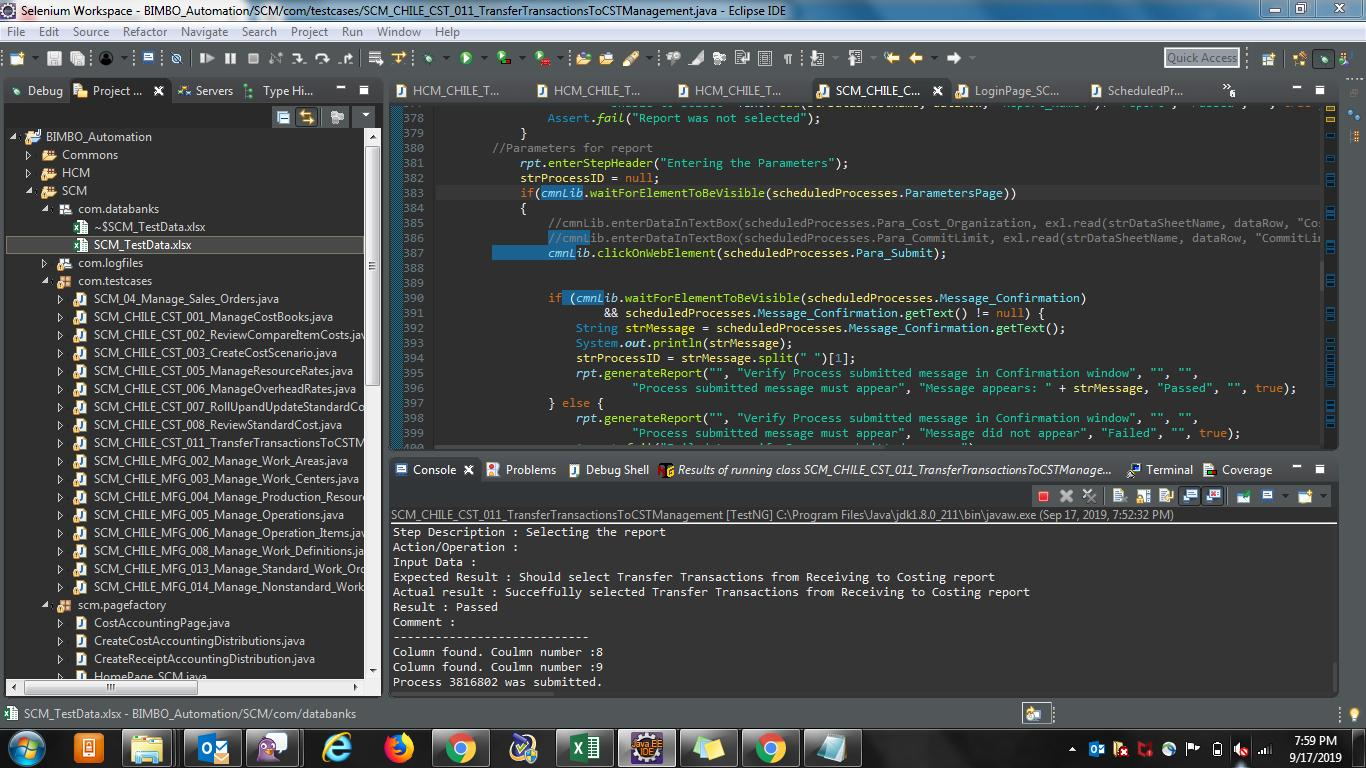 Selenium Workspace - BIMBO_Automation/SCM/com/testcases/SCM_CHILE_CST_011_TransferTransactionsToCSTManagement.java - Eclipse IDE
File Edit Source Refactor Navigate Search Project Run Window Help
Quick Access
Debug Project ... Servers Type Hi...
BIMBO_Automation
Commons
HCM
SCM
com.databanks
~$SCM_TestData.xlsx
SCM_TestData.xlsx
com.logfiles
com.testcases
SCM_04_Manage_Sales_Orders.java
SCM_CHILE_CST_001_ManageCostBooks.java
SCM_CHILE_CST_002_ReviewCompareItemCosts.java
SCM_CHILE_CST_003_CreateCostScenario.java
SCM_CHILE_CST_005_ManageResourceRates.java
SCM_CHILE_CST_006_ManageOverheadRates.java
SCM_CHILE_CST_007_RollUpandUpdateStandardCo
SCM_CHILE_CST_008_ReviewStandardCost.java
SCM_CHILE_CST_011_TransferTransactionsToCSTM
SCM_CHILE_MFG_002_Manage_Work_Areas.java
SCM_CHILE_MFG_003_Manage_Work_Centers.java
SCM_CHILE_MFG_004_Manage_Production_Resour
SCM_CHILE_MFG_005_Manage_Operations.java
SCM_CHILE_MFG_006_Manage_Operation_Items.jav
SCM_CHILE_MFG_008_Manage_Work_Definitions.ja
SCM_CHILE_MFG_013_Manage_Standard_Work_Ord
SCM_CHILE_MFG_014_Manage_Nonstandard_Work
scm.pagefactory
CostAccountingPage.java
CreateCostAccountingDistributions.java
CreateReceiptAccountingDistribution.java
HomePage_SCM.java
HCM_CHILE_T... HCM_CHILE_T... HCM_CHILE_T... SCM_CHILE_C... LoginPage_SC... ScheduledPr... »6
378 Assert.fail("Report was not selected");
379 }
380 //Parameters for report
381 rpt.enterStepHeader("Entering the Parameters");
382 strProcessID = null;
383 if(cmnLib.waitForElementToBeVisible(scheduledProcesses.ParametersPage))
384 {
385 //cmnLib.enterDataInTextBox(scheduledProcesses.Para_Cost_Organization, exl.read(strDataSheetName, dataRow, "Cos
386 //cmnLib.enterDataInTextBox(scheduledProcesses.Para_CommitLimit, exl.read(strDataSheetName, dataRow, "CommitLim
387 cmnLib.clickOnWebElement(scheduledProcesses.Para_Submit);
388
389
390 if (cmnLib.waitForElementToBeVisible(scheduledProcesses.Message_Confirmation)
391 && scheduledProcesses.Message_Confirmation.getText() != null) {
392 String strMessage = scheduledProcesses.Message_Confirmation.getText();
393 System.out.println(strMessage);
394 strProcessID = strMessage.split(" ")[1];
395 rpt.generateReport("", "Verify Process submitted message in Confirmation window", "", "",
396 "Process submitted message must appear", "Message appears: " + strMessage, "Passed", "", true);
397 } else {
398 rpt.generateReport("", "Verify Process submitted message in Confirmation window", "", "",
399 "Process submitted message must appear", "Message did not appear", "Failed", "", true);
Console Problems Debug Shell Results of running class SCM_CHILE_CST_011_TransferTransactionsToCSTManage... Terminal Coverage
SCM_CHILE_CST_011_TransferTransactionsToCSTManagement [TestNG] C:\Program Files\Java\jdk1.8.0_211\bin\javaw.exe (Sep 17, 2019, 7:52:32 PM)
Step Description : Selecting the report
Action/Operation :
Input Data :
Expected Result : Should select Transfer Transactions from Receiving to Costing report
Actual result : Succeffully selected Transfer Transactions from Receiving to Costing report
Result : Passed
Comment :
----------------------------
Column found. Coulmn number :8
Column found. Coulmn number :9
Process 3816802 was submitted.
SCM_TestData.xlsx - BIMBO_Automation/SCM/com/databanks
Java EE
IDE
7:59 PM
9/17/2019